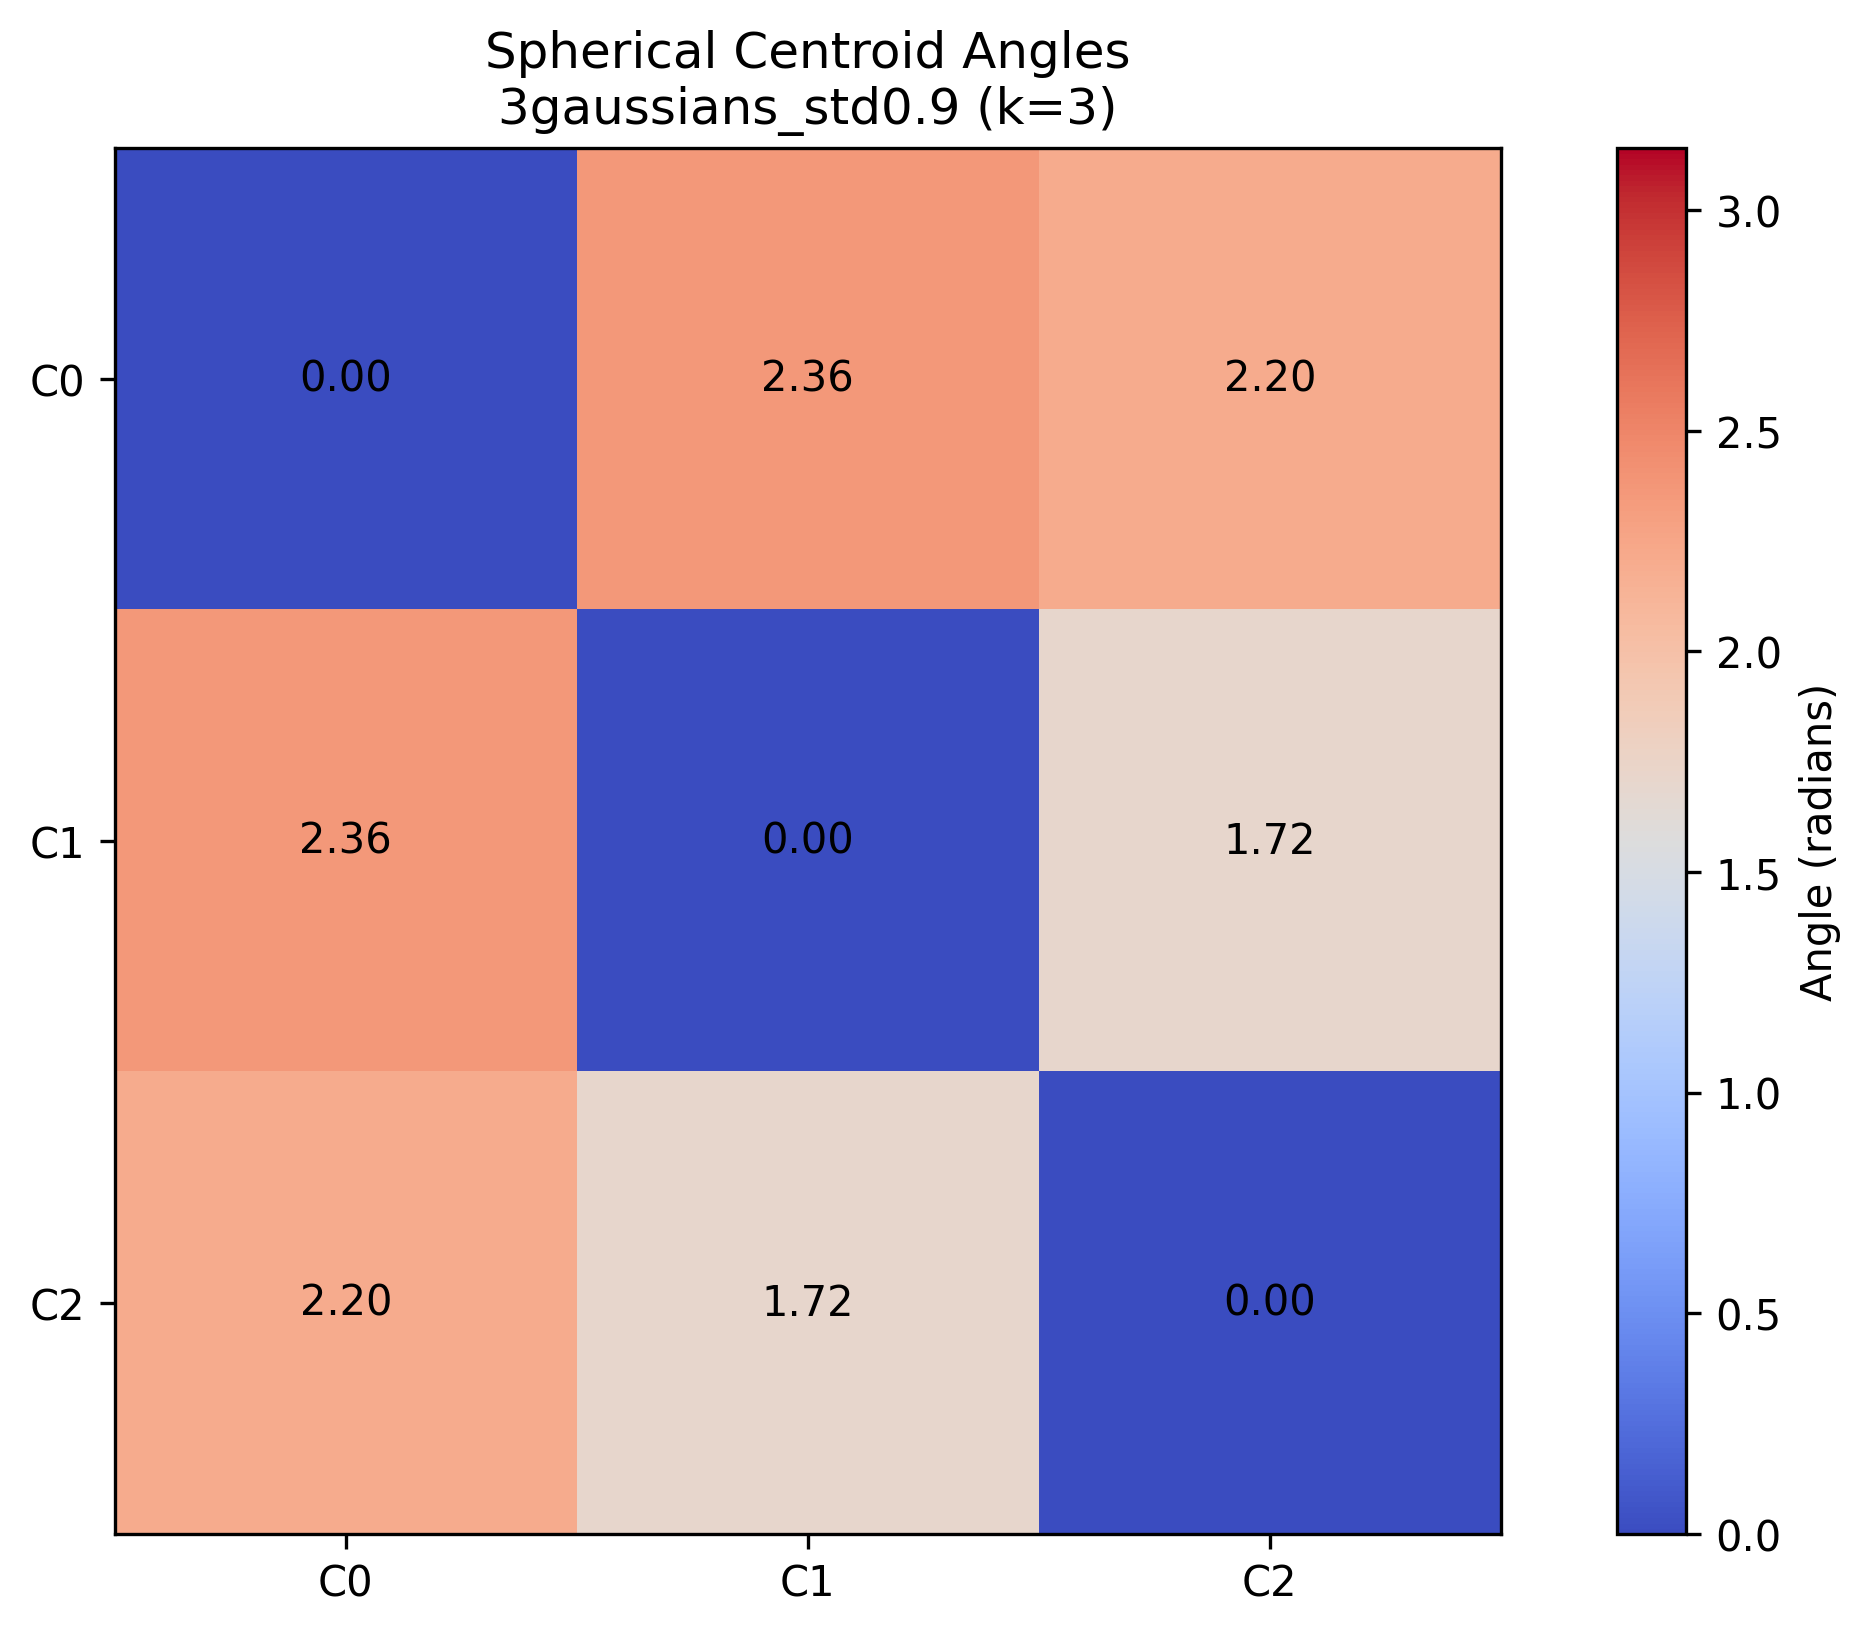 Spherical Centroid Angles
3gaussians_std0.9 (k=3)
C0
0.00
2.36
2.20
C1
2.36
0.00
1.72
C2
2.20
1.72
0.00
C0
C1
C2
3.0
2.5
2.0
1.5
1.0
0.5
0.0
Angle (radians)